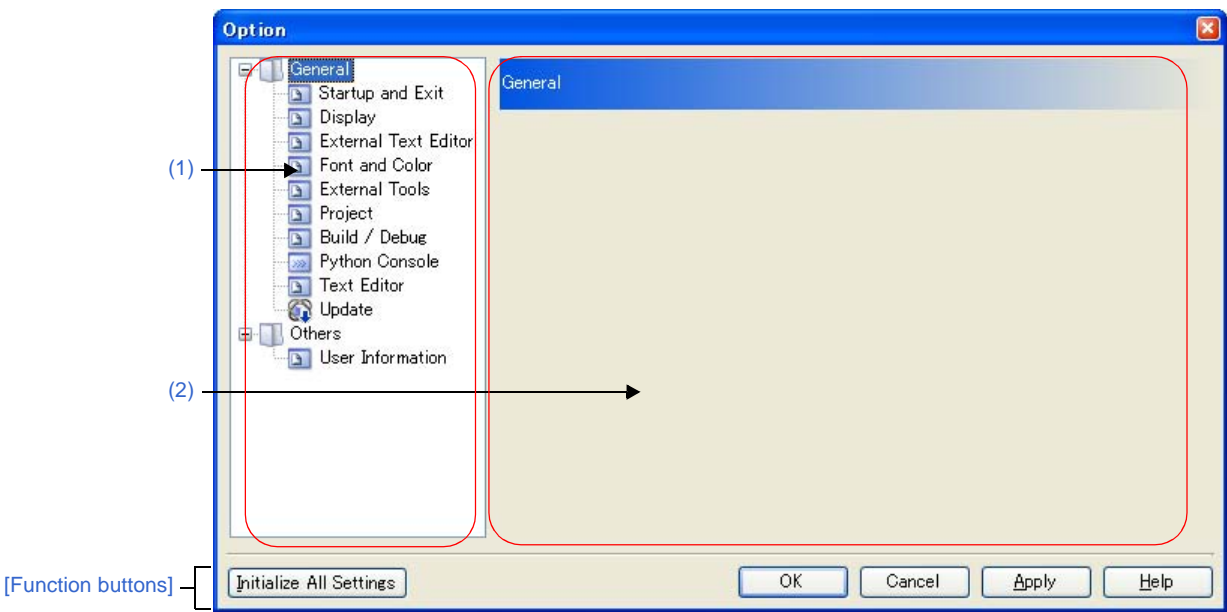 Option
General
General
Startup and Exit
Display
External Text Editor
(1)
Font and Color
External Tools
Project
Build / Debug
Python Console
Text Editor
Update
Others
User Information
(2)
[Function buttons]
Initialize All Settings
OK
Cancel
Apply
Help